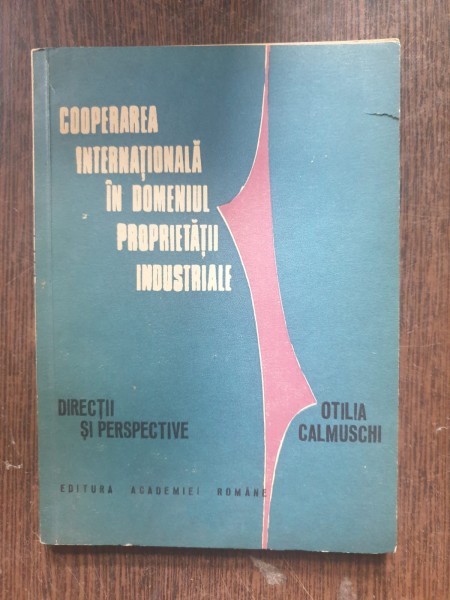 COOPERAREA
INTERNAȚIONALĂ
ÎN DOMENIUL
PROPRIETĂȚII
INDUSTRIALE
DIRECȚII
ȘI PERSPECTIVE
OTILIA
CALMUSCHI
EDITURA ACADEMIEI ROMÂNE